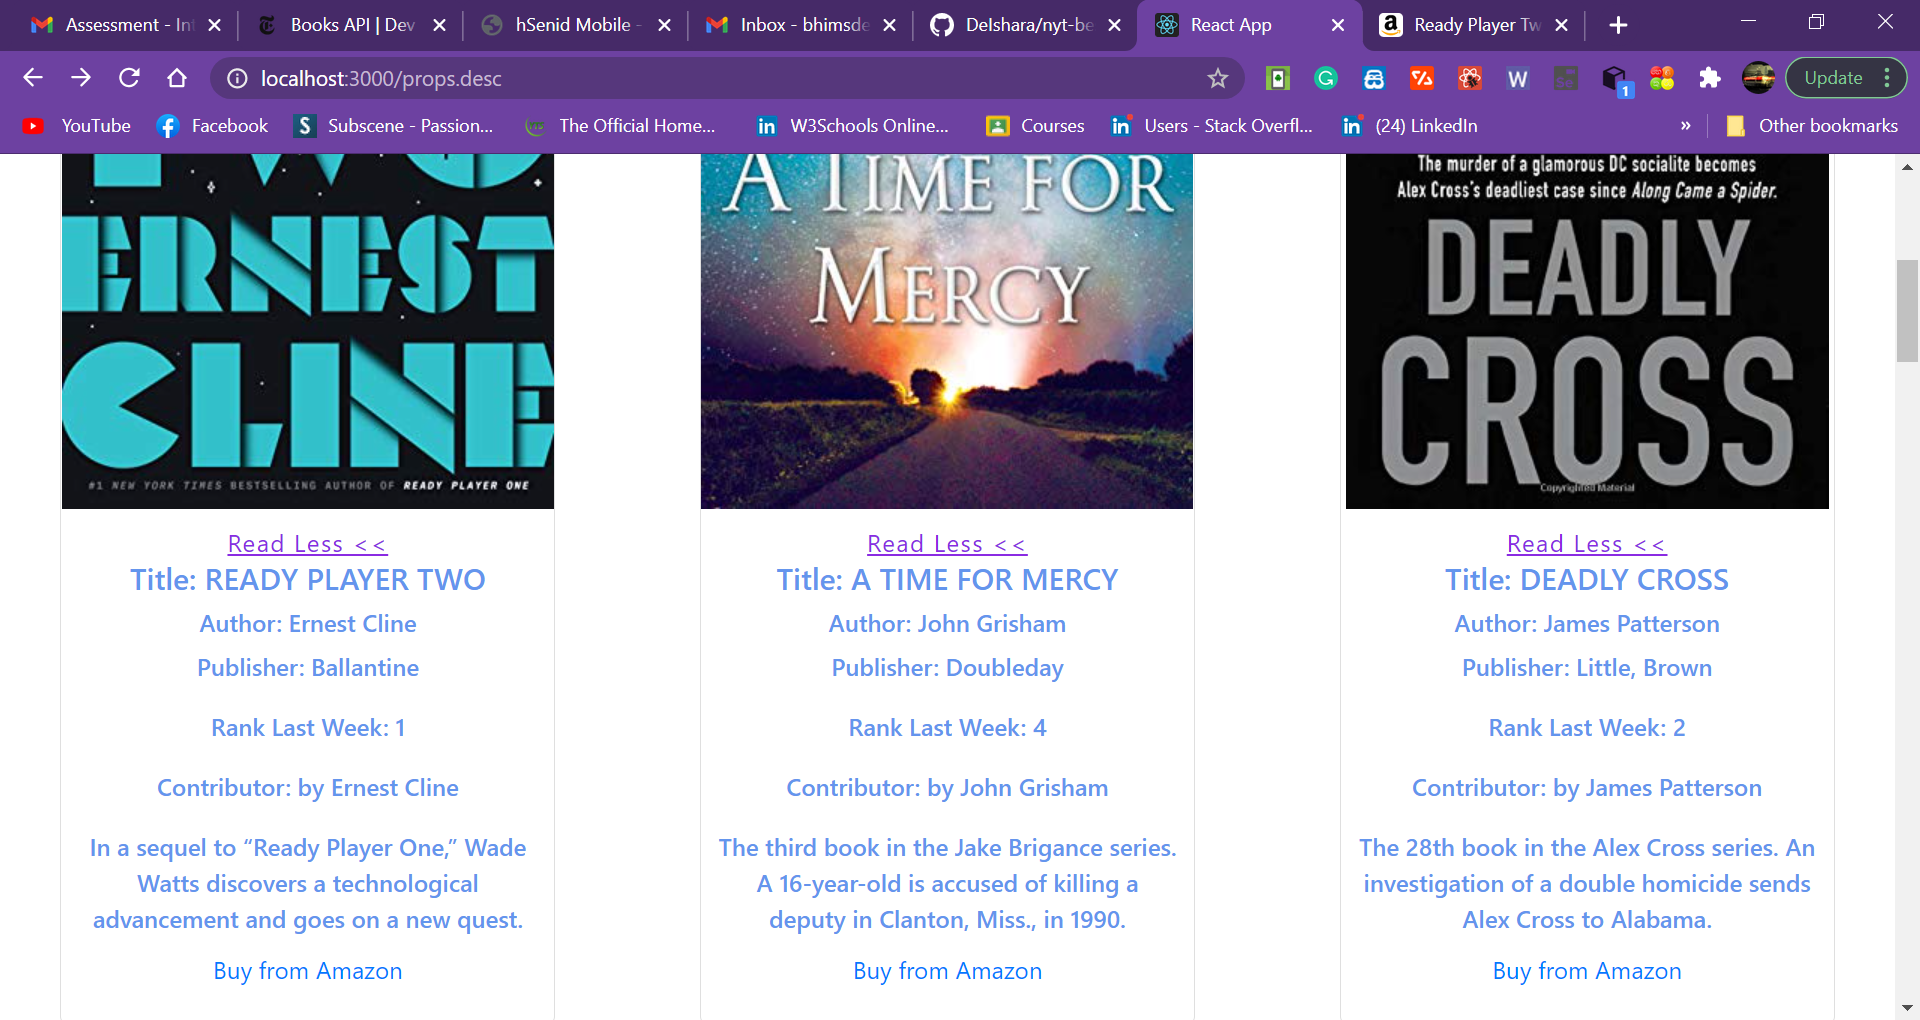 Assessment - In
Books API | Dev
hSenid Mobile -
Inbox - bhimsde
Delshara/nyt-be
React App
Ready Player Tw
localhost:3000/props.desc
W
1
Update
YouTube
Facebook
S Subscene - Passion...
The Official Home...
in W3Schools Online...
Courses
in Users - Stack Overfl...
in (24) LinkedIn
»
Other bookmarks
TWO
ERNEST
CLINE
#1 NEW YORK TIMES BESTSELLING AUTHOR OF READY PLAYER ONE
Read Less <<
Title: READY PLAYER TWO
Author: Ernest Cline
Publisher: Ballantine
Rank Last Week: 1
Contributor: by Ernest Cline
In a sequel to “Ready Player One,” Wade
Watts discovers a technological
advancement and goes on a new quest.
Buy from Amazon
A TIME FOR
MERCY
Read Less <<
Title: A TIME FOR MERCY
Author: John Grisham
Publisher: Doubleday
Rank Last Week: 4
Contributor: by John Grisham
The third book in the Jake Brigance series.
A 16-year-old is accused of killing a
deputy in Clanton, Miss., in 1990.
Buy from Amazon
The murder of a glamorous DC socialite becomes
Alex Cross's deadliest case since Along Came a Spider.
DEADLY
CROSS
Copyrighted Material
Read Less <<
Title: DEADLY CROSS
Author: James Patterson
Publisher: Little, Brown
Rank Last Week: 2
Contributor: by James Patterson
The 28th book in the Alex Cross series. An
investigation of a double homicide sends
Alex Cross to Alabama.
Buy from Amazon